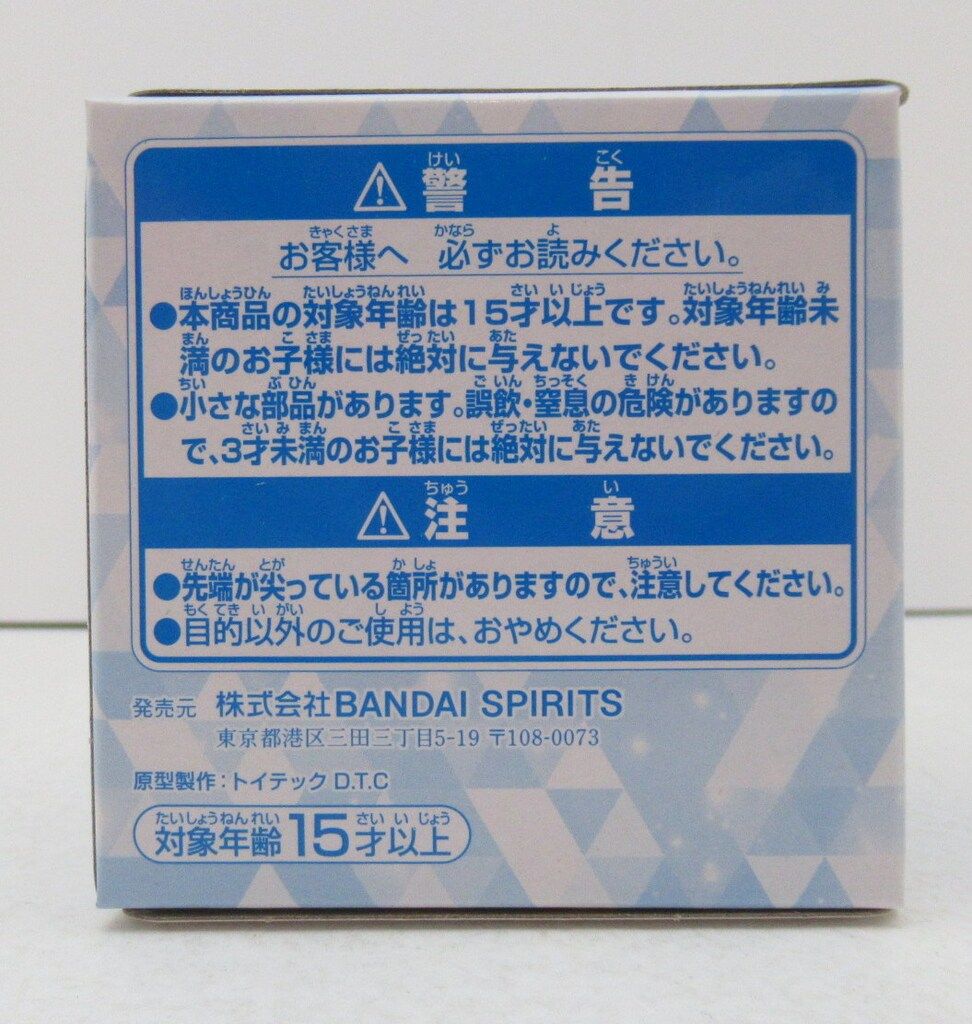 ⚠警告
お客様へ 必ずお読みください。
●本商品の対象年齢は15才以上です。対象年齢未
満のお子様には絶対に与えないでください。
●小さな部品があります。誤飲・窒息の危険がありますの
で、3才未満のお子様には絶対に与えないでください。
⚠注意
●先端が尖っている箇所がありますので、注意してください。
●目的以外のご使用は、おやめください。
発売元 株式会社BANDAI SPIRITS
東京都港区三田三丁目5-19 〒108-0073
原型製作：トイテック D.T.C
対象年齢15才以上